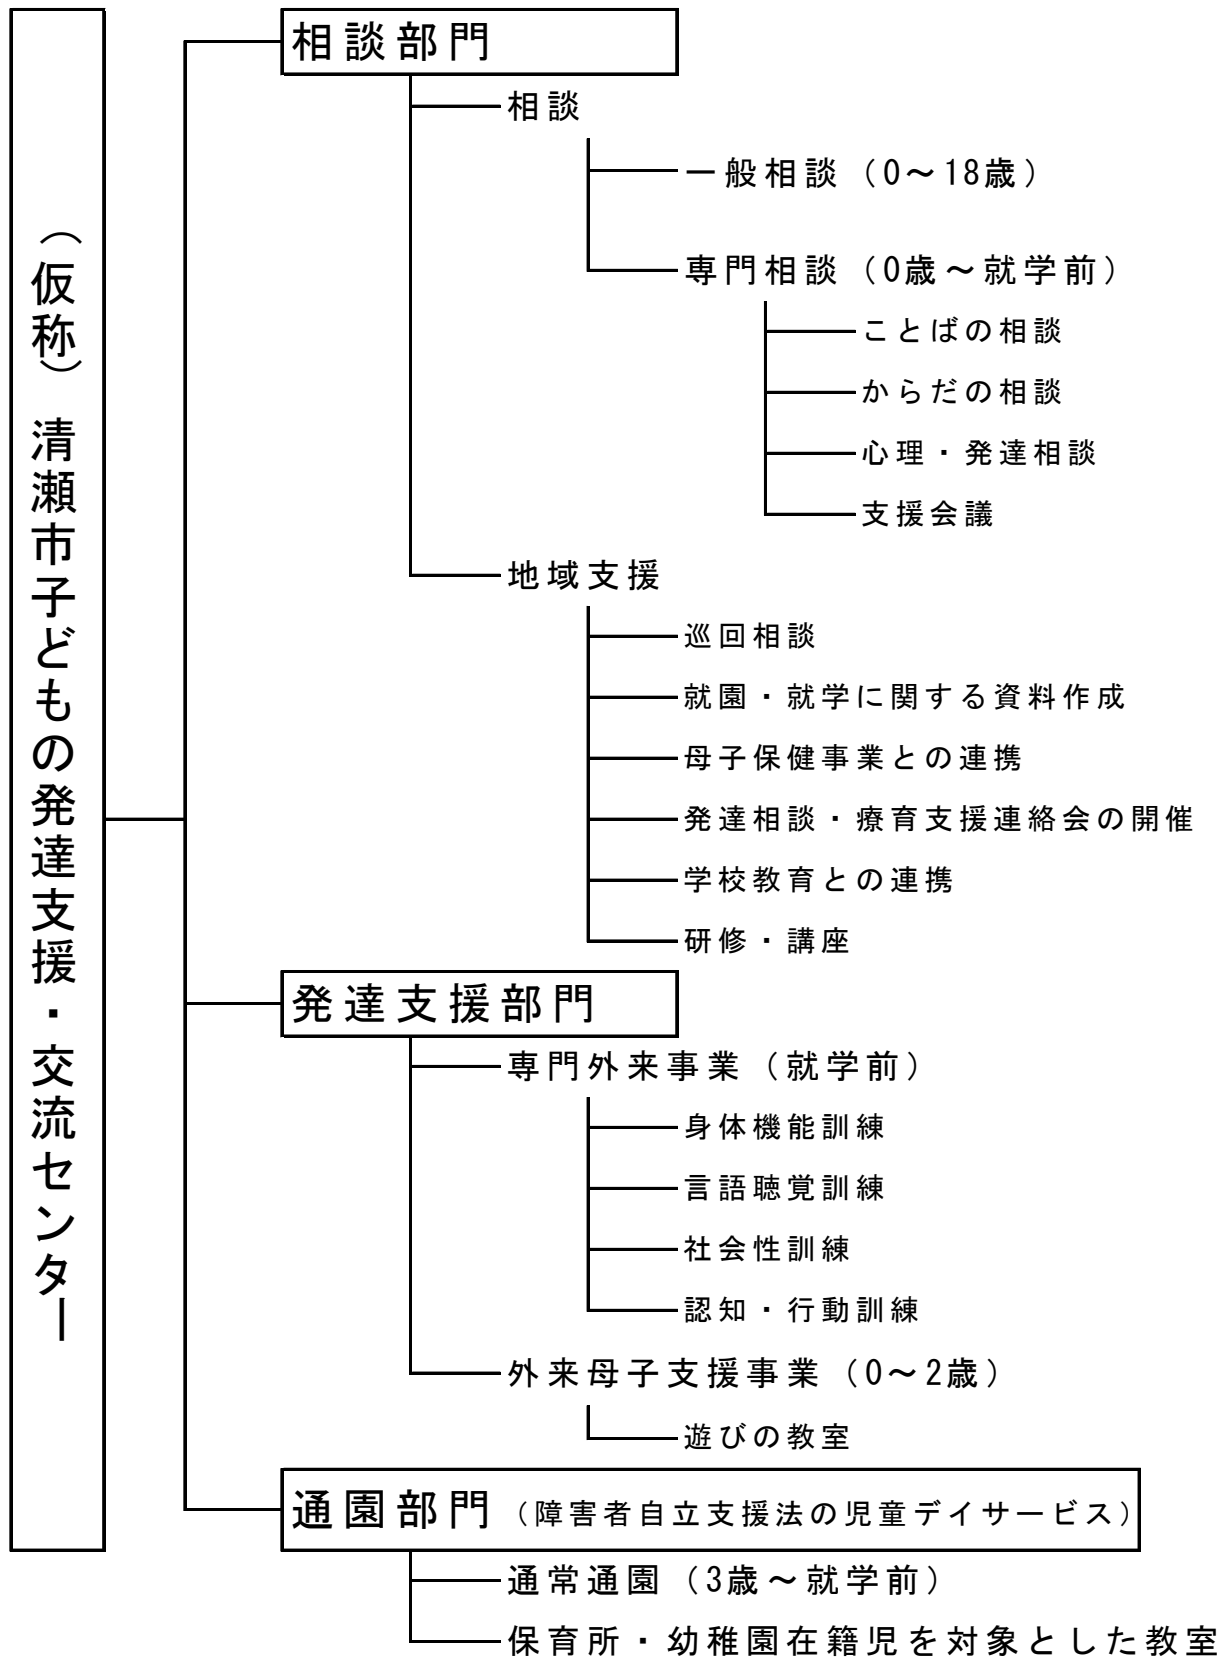 (仮称) 清瀬市子どもの発達支援・交流センター
相談部門
相談
一般相談（0～18歳）
専門相談（0歳～就学前）
ことばの相談
からだの相談
心理・発達相談
支援会議
地域支援
巡回相談
就園・就学に関する資料作成
母子保健事業との連携
発達相談・療育支援連絡会の開催
学校教育との連携
研修・講座
発達支援部門
専門外来事業（就学前）
身体機能訓練
言語聴覚訓練
社会性訓練
認知・行動訓練
外来母子支援事業（0～2歳）
遊びの教室
通園部門（障害者自立支援法の児童デイサービス）
通常通園（3歳～就学前）
保育所・幼稚園在籍児を対象とした教室